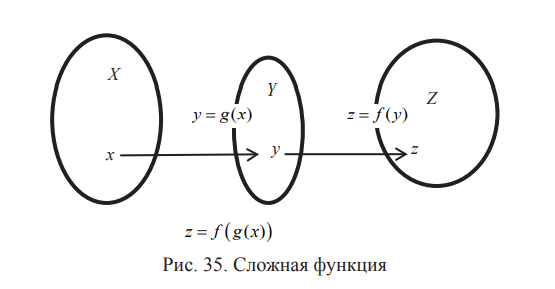 X
Y
Z
y = g(x)
z = f(y)
x
y
z
z = f(g(x))
Рис. 35. Сложная функция